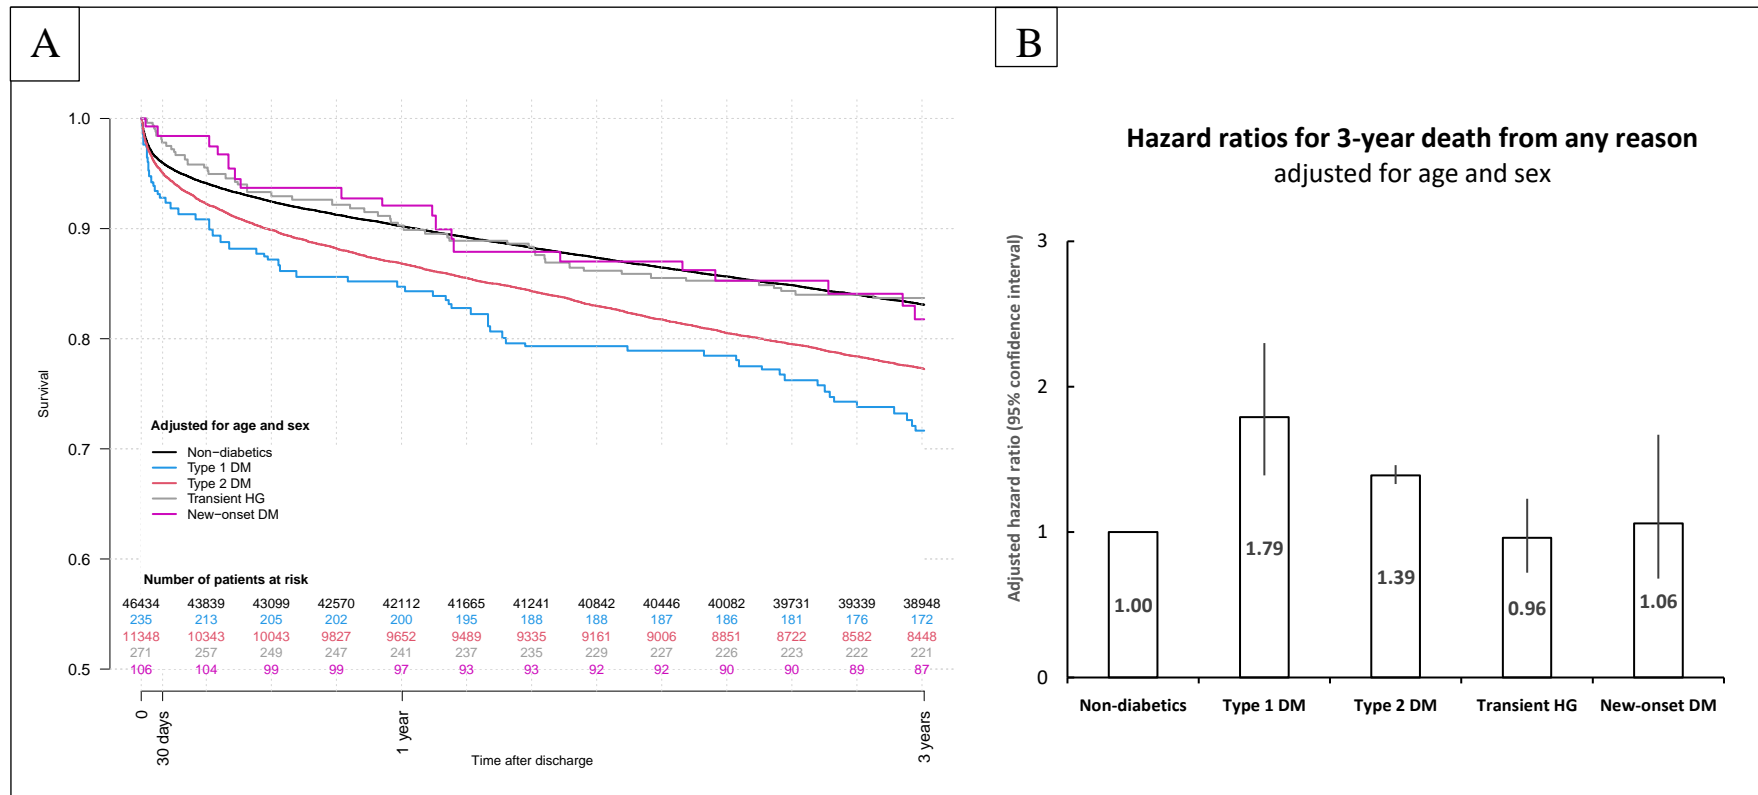 A
1.0
0.9
0.8
0.7
0.6
0.5
Survival
Adjusted for age and sex
Non−diabetics
Type 1 DM
Type 2 DM
Transient HG
New−onset DM
Number of patients at risk
46434 43839 43099 42570 42112 41665 41241 40842 40446 40082 39731 39339 38948
235 213 205 202 200 195 188 188 187 186 181 176 172
11348 10343 10043 9827 9652 9489 9335 9161 9006 8851 8722 8582 8448
271 257 249 247 241 237 235 229 227 226 223 222 221
106 104 99 99 97 93 93 92 92 90 90 89 87
0
30 days
1 year
3 years
Time after discharge
B
Hazard ratios for 3-year death from any reason
adjusted for age and sex
Adjusted hazard ratio (95% confidence interval)
3
2
1
0
1.00
1.79
1.39
0.96
1.06
Non-diabetics
Type 1 DM
Type 2 DM
Transient HG
New-onset DM